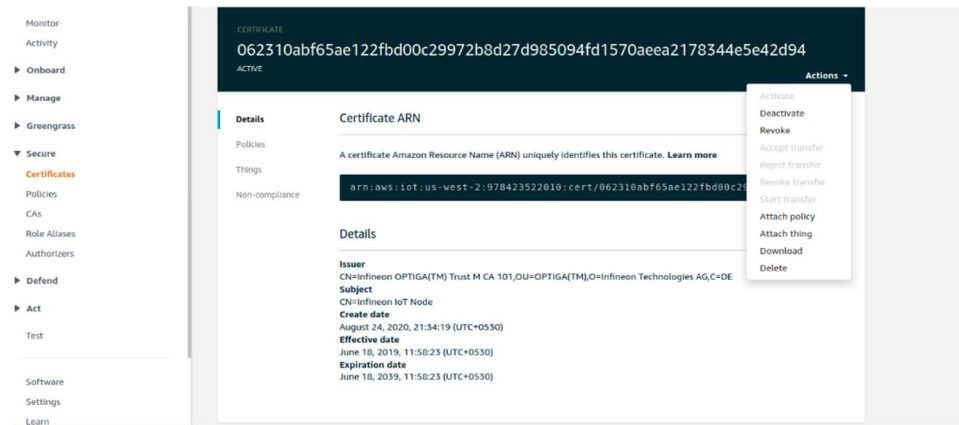 Monitor
Activity
Onboard
Manage
Greengrass
Secure
Certificates
Policies
CAs
Role Aliases
Authorizers
Defend
Act
Test
Software
Settings
Learn
CERTIFICATE
062310abf65ae122fbd00c29972b8d27d985094fd1570aeea2178344e5e42d94
ACTIVE
Actions
Activate
Deactivate
Revoke
Accept transfer
Reject transfer
Revoke transfer
Start transfer
Attach policy
Attach thing
Download
Delete
Details
Policies
Things
Non-compliance
Certificate ARN
A certificate Amazon Resource Name (ARN) uniquely identifies this certificate. Learn more
arn:aws:iot:us-west-2:978423522010:cert/062310abf65ae122fbd00c29
Details
Issuer
CN=Infineon OPTIGA(TM) Trust M CA 101,OU=OPTIGA(TM),O=Infineon Technologies AG,C=DE
Subject
CN=Infineon IoT Node
Create date
August 24, 2020, 21:34:19 (UTC+0530)
Effective date
June 18, 2019, 11:58:23 (UTC+0530)
Expiration date
June 18, 2039, 11:58:23 (UTC+0530)